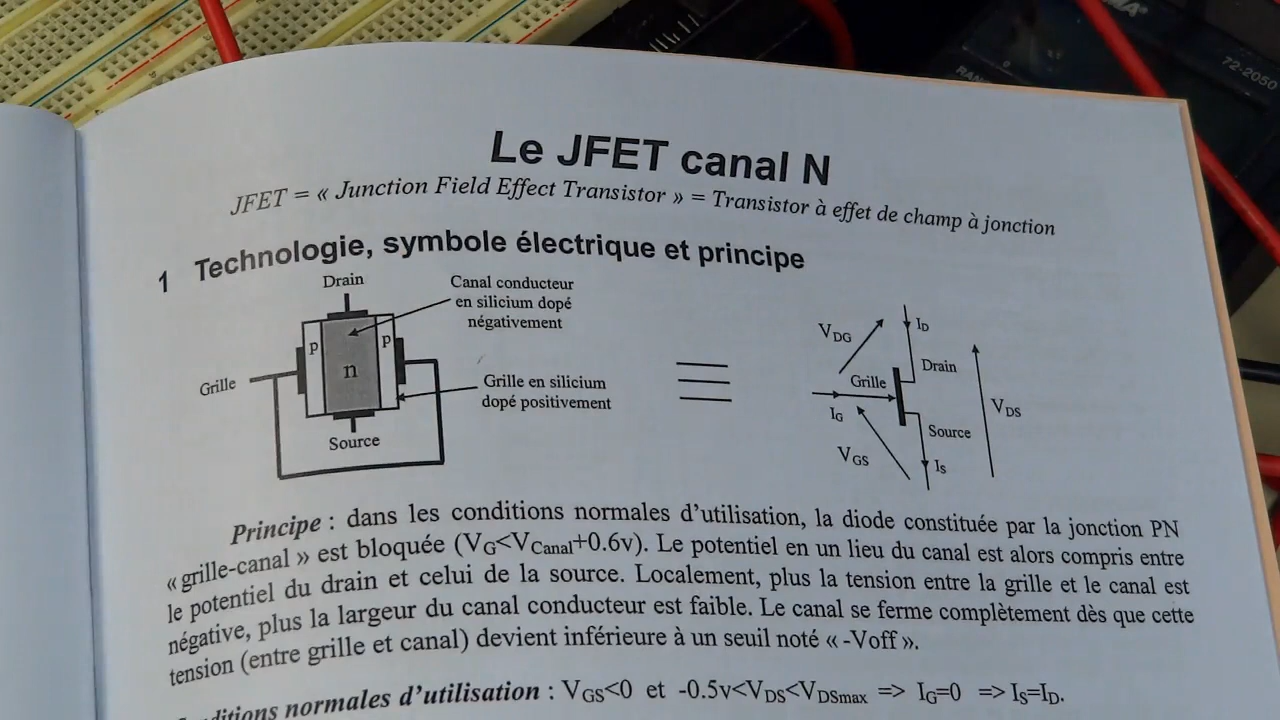 72-2050
Le JFET canal N
JFET = « Junction Field Effect Transistor » = Transistor à effet de champ à jonction
1 Technologie, symbole électrique et principe
Drain
Canal conducteur
en silicium dopé
négativement
p
p
n
Grille
Grille en silicium
dopé positivement
Source
VDG
ID
Drain
Grille
IG
VDS
Source
VGS
IS
Principe : dans les conditions normales d’utilisation, la diode constituée par la jonction PN
« grille-canal » est bloquée (VG<VCanal+0.6v). Le potentiel en un lieu du canal est alors compris entre
le potentiel du drain et celui de la source. Localement, plus la tension entre la grille et le canal est
négative, plus la largeur du canal conducteur est faible. Le canal se ferme complètement dès que cette
tension (entre grille et canal) devient inférieure à un seuil noté « -Voff ».
normales d’utilisation : VGS<0 et -0.5v<VDS<VDSmax => IG=0 => IS=ID.